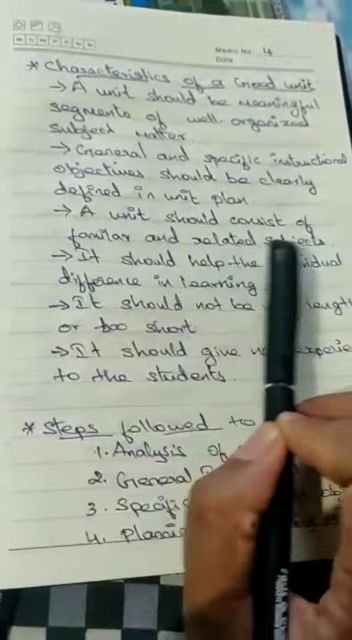 Memo No. 4
Date
* Characteristics of a Good unit
→ A unit should be meaningful
segments of well-organized
subject matter.
→ General and specific instructional
objectives should be clearly
defined in unit plan
→ A unit should consist of
familar and related subjects.
→ It should help the
difference in learning.
→ It should not be length
or too short
→ It should give
to the students.
* Steps followed to
1. Analysis of
2. General
3.
4.